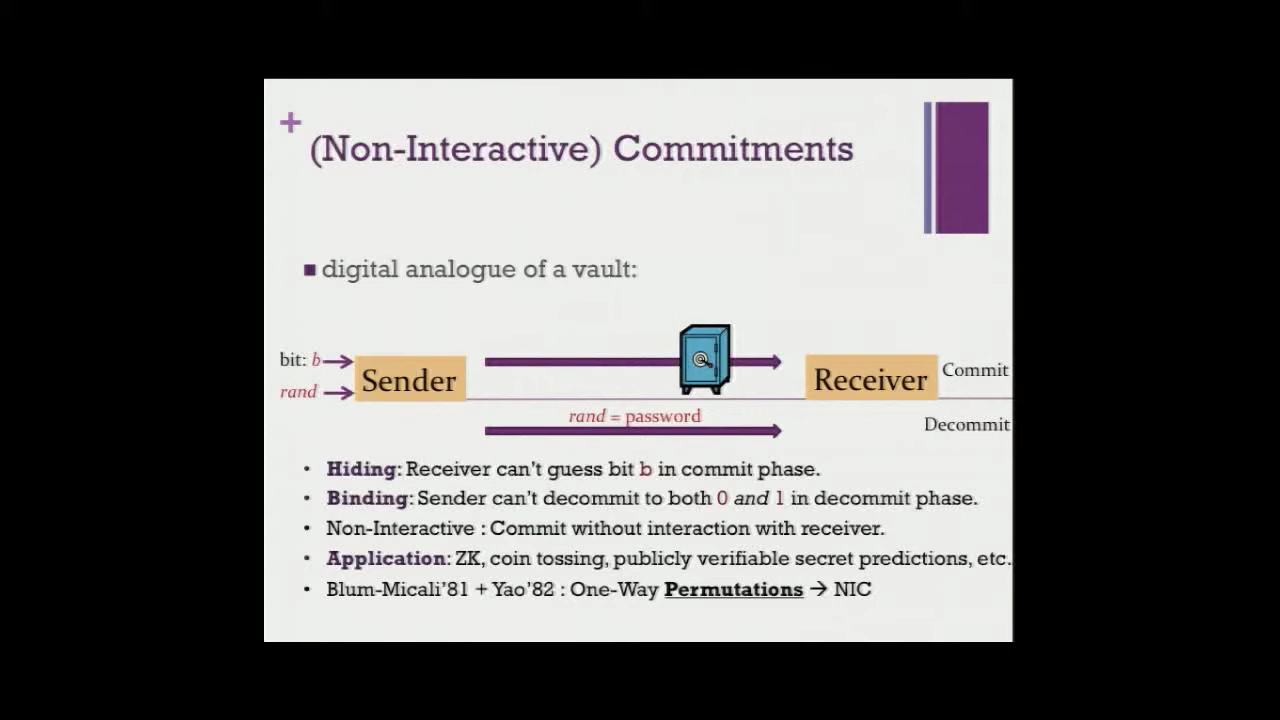 +
(Non-Interactive) Commitments
■ digital analogue of a vault:
bit: b
rand
Sender
Receiver
Commit
rand = password
Decommit
• Hiding: Receiver can't guess bit b in commit phase.
• Binding: Sender can't decommit to both 0 and 1 in decommit phase.
• Non-Interactive : Commit without interaction with receiver.
• Application: ZK, coin tossing, publicly verifiable secret predictions, etc.
• Blum-Micali'81 + Yao'82 : One-Way Permutations → NIC